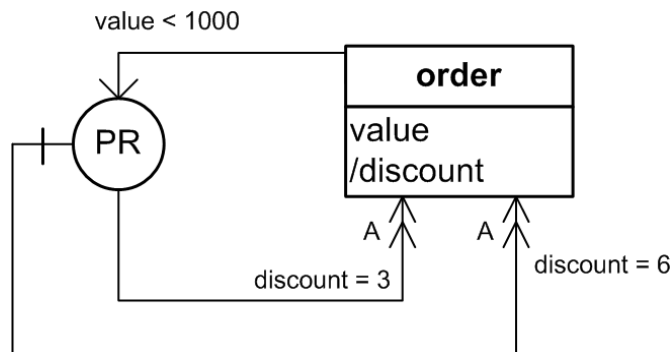 value < 1000
order
PR
value
/discount
A
A
discount = 3
discount = 6